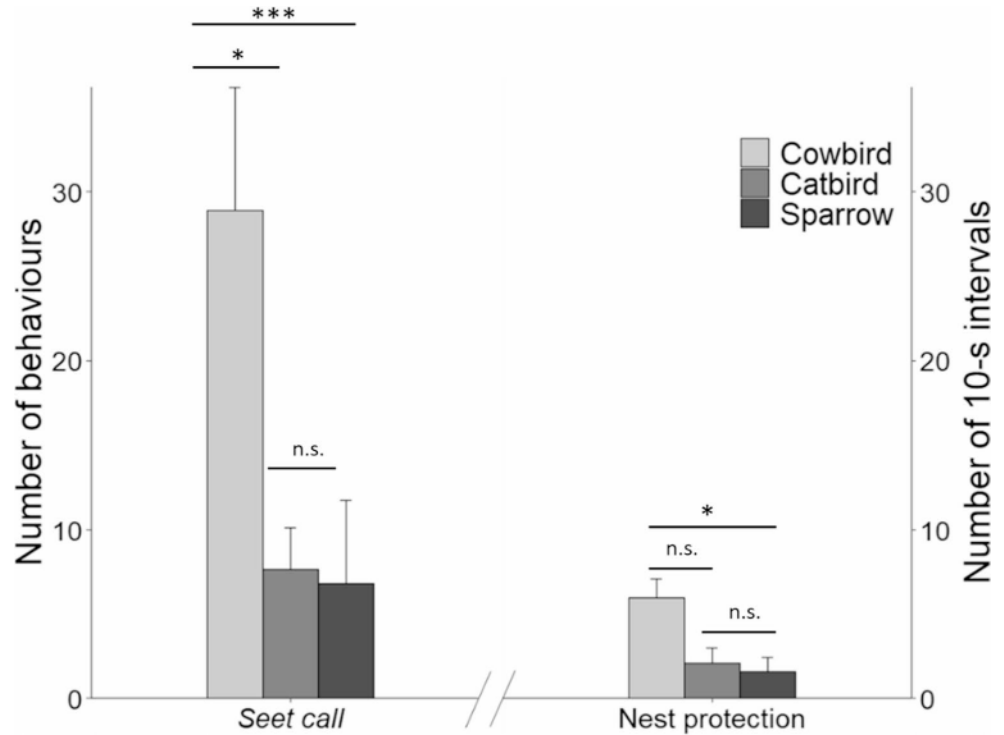 ***
*
Cowbird
Catbird
Sparrow
Number of behaviours
30
20
10
0
n.s.
*
n.s.
n.s.
30
20
10
0
Number of 10-s intervals
Seet call
Nest protection